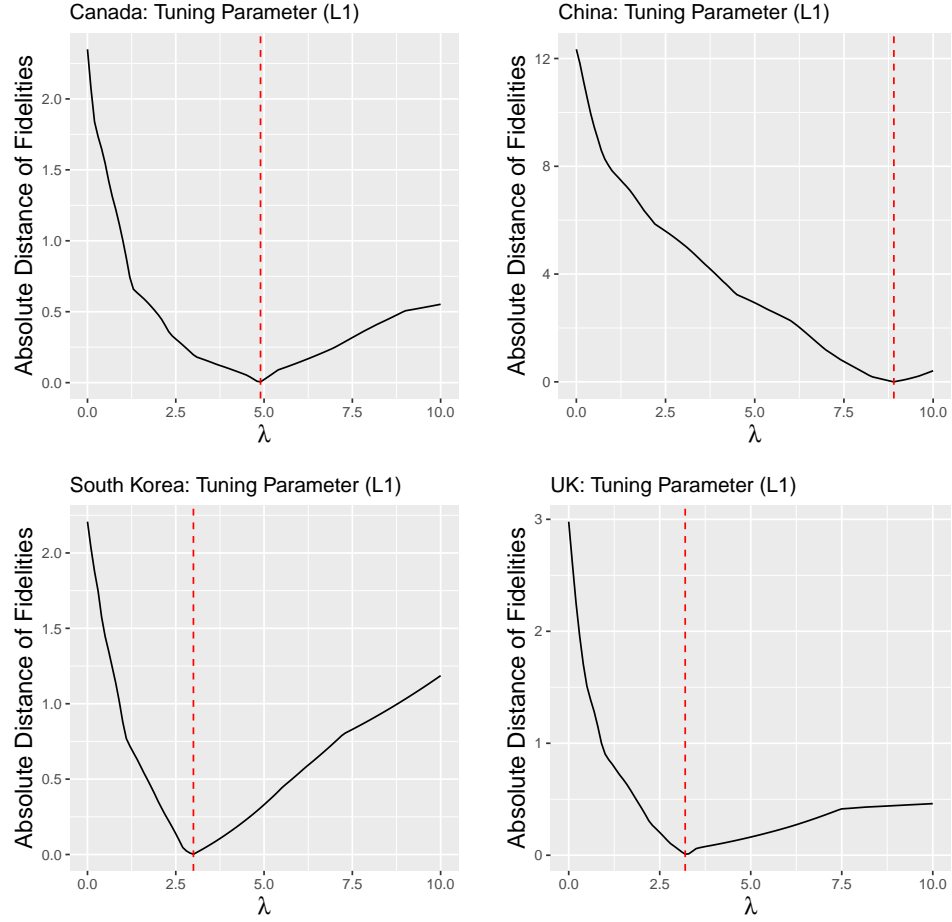 Canada: Tuning Parameter (L1)
Absolute Distance of Fidelities
2.0
1.5
1.0
0.5
0.0
0.0 2.5 5.0 7.5 10.0
λ
China: Tuning Parameter (L1)
Absolute Distance of Fidelities
12
8
4
0
0.0 2.5 5.0 7.5 10.0
λ
South Korea: Tuning Parameter (L1)
Absolute Distance of Fidelities
2.0
1.5
1.0
0.5
0.0
0.0 2.5 5.0 7.5 10.0
λ
UK: Tuning Parameter (L1)
Absolute Distance of Fidelities
3
2
1
0
0.0 2.5 5.0 7.5 10.0
λ